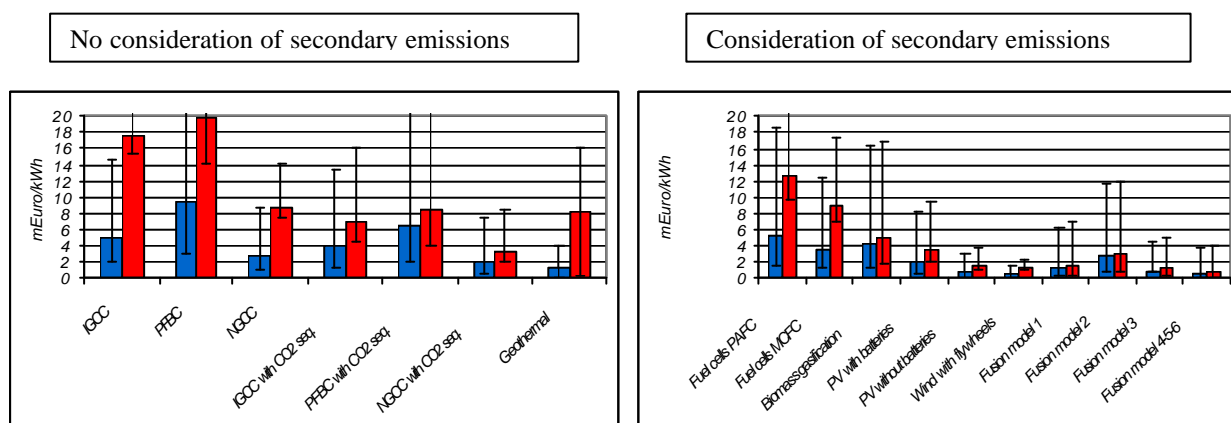 No consideration of secondary emissions
Consideration of secondary emissions
mEuro/kWh
20
18
16
14
12
10
8
6
4
2
0
IGCC
PFBC
NGCC
IGCC with CO2 seq.
PFBC with CO2 seq.
NGCC with CO2 seq.
Geothermal
mEuro/kWh
20
18
16
14
12
10
8
6
4
2
0
Fuel cells PAFC
Fuel cells MCFC
Biomass gasification
PV with batteries
PV without batteries
Wind with flywheels
Fusion model 1
Fusion model 2
Fusion model 3
Fusion model 4-5-6